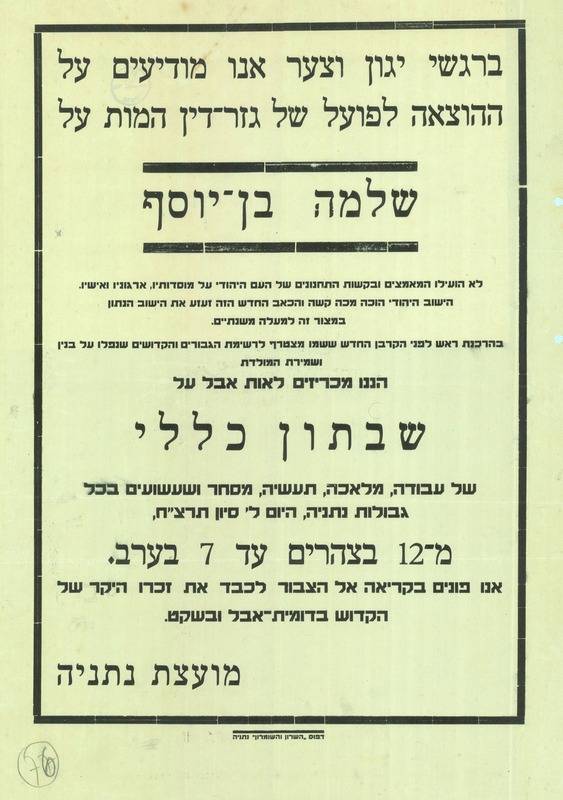 ברגשי יגון וצער אנו מודיעים על
ההוצאה לפועל של גזר־דין המות על
שלמה בן־יוסף
לא הועילו המאמצים ובקשות התחנונים של העם היהודי על מוסדותיו, ארגוניו ואישיו.
הישוב היהודי הוכה מכה קשה והכאב החדש הזה זעזע את הישוב הנתון
במצור זה למעלה משנתיים.
בהרכנת ראש לפני הקרבן החדש ששמו מצטרף לרשימת הגבורים והקדושים שנפלו על בנין
ושמירת המולדת
הננו מכריזים לאות אבל על
שבתון כללי
של עבודה, מלאכה, תעשיה, מסחר ושעשועים בכל
גבולות נתניה, היום ל' סיון תרצ"ח,
מ־12 בצהרים עד 7 בערב.
אנו פונים בקריאה אל הצבור לכבד את זכרו היקר של
הקדוש בדומית־אבל ובשקט.
מועצת נתניה
דפוס „השרון והשומרון" נתניה